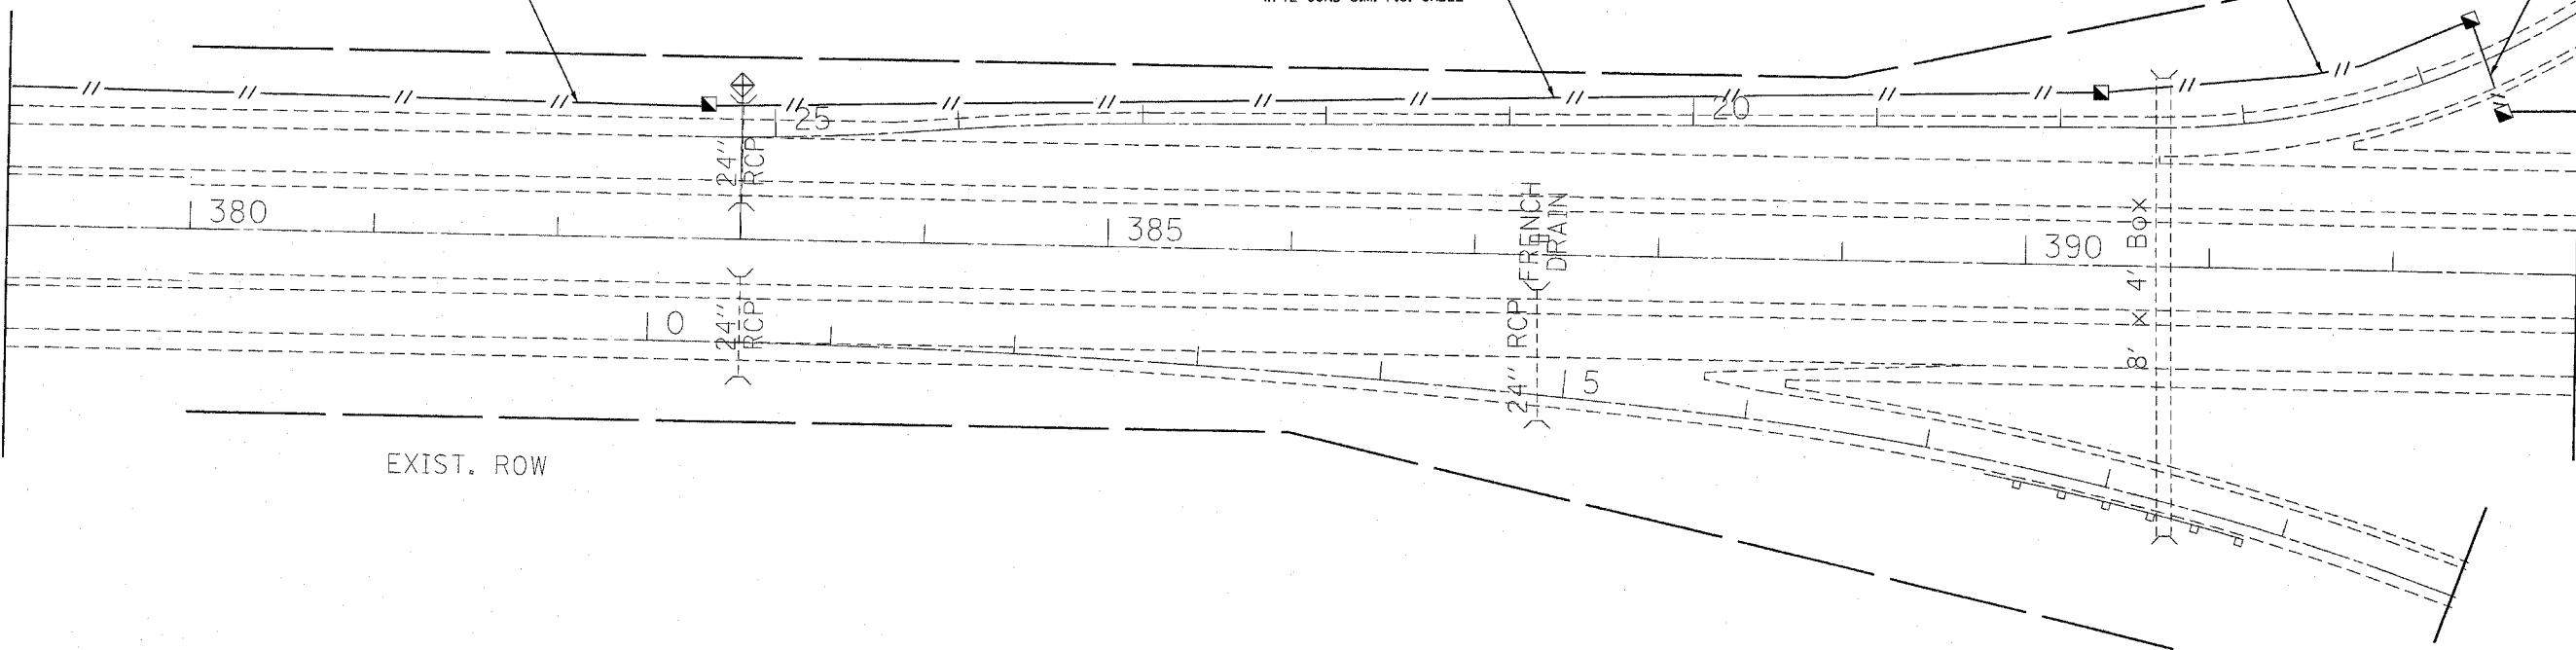 25
20
24" RCP
380
385
FRENCH DRAIN
390
8' x 4' BOX
0
24" RCP
24" RCP
5
EXIST. ROW